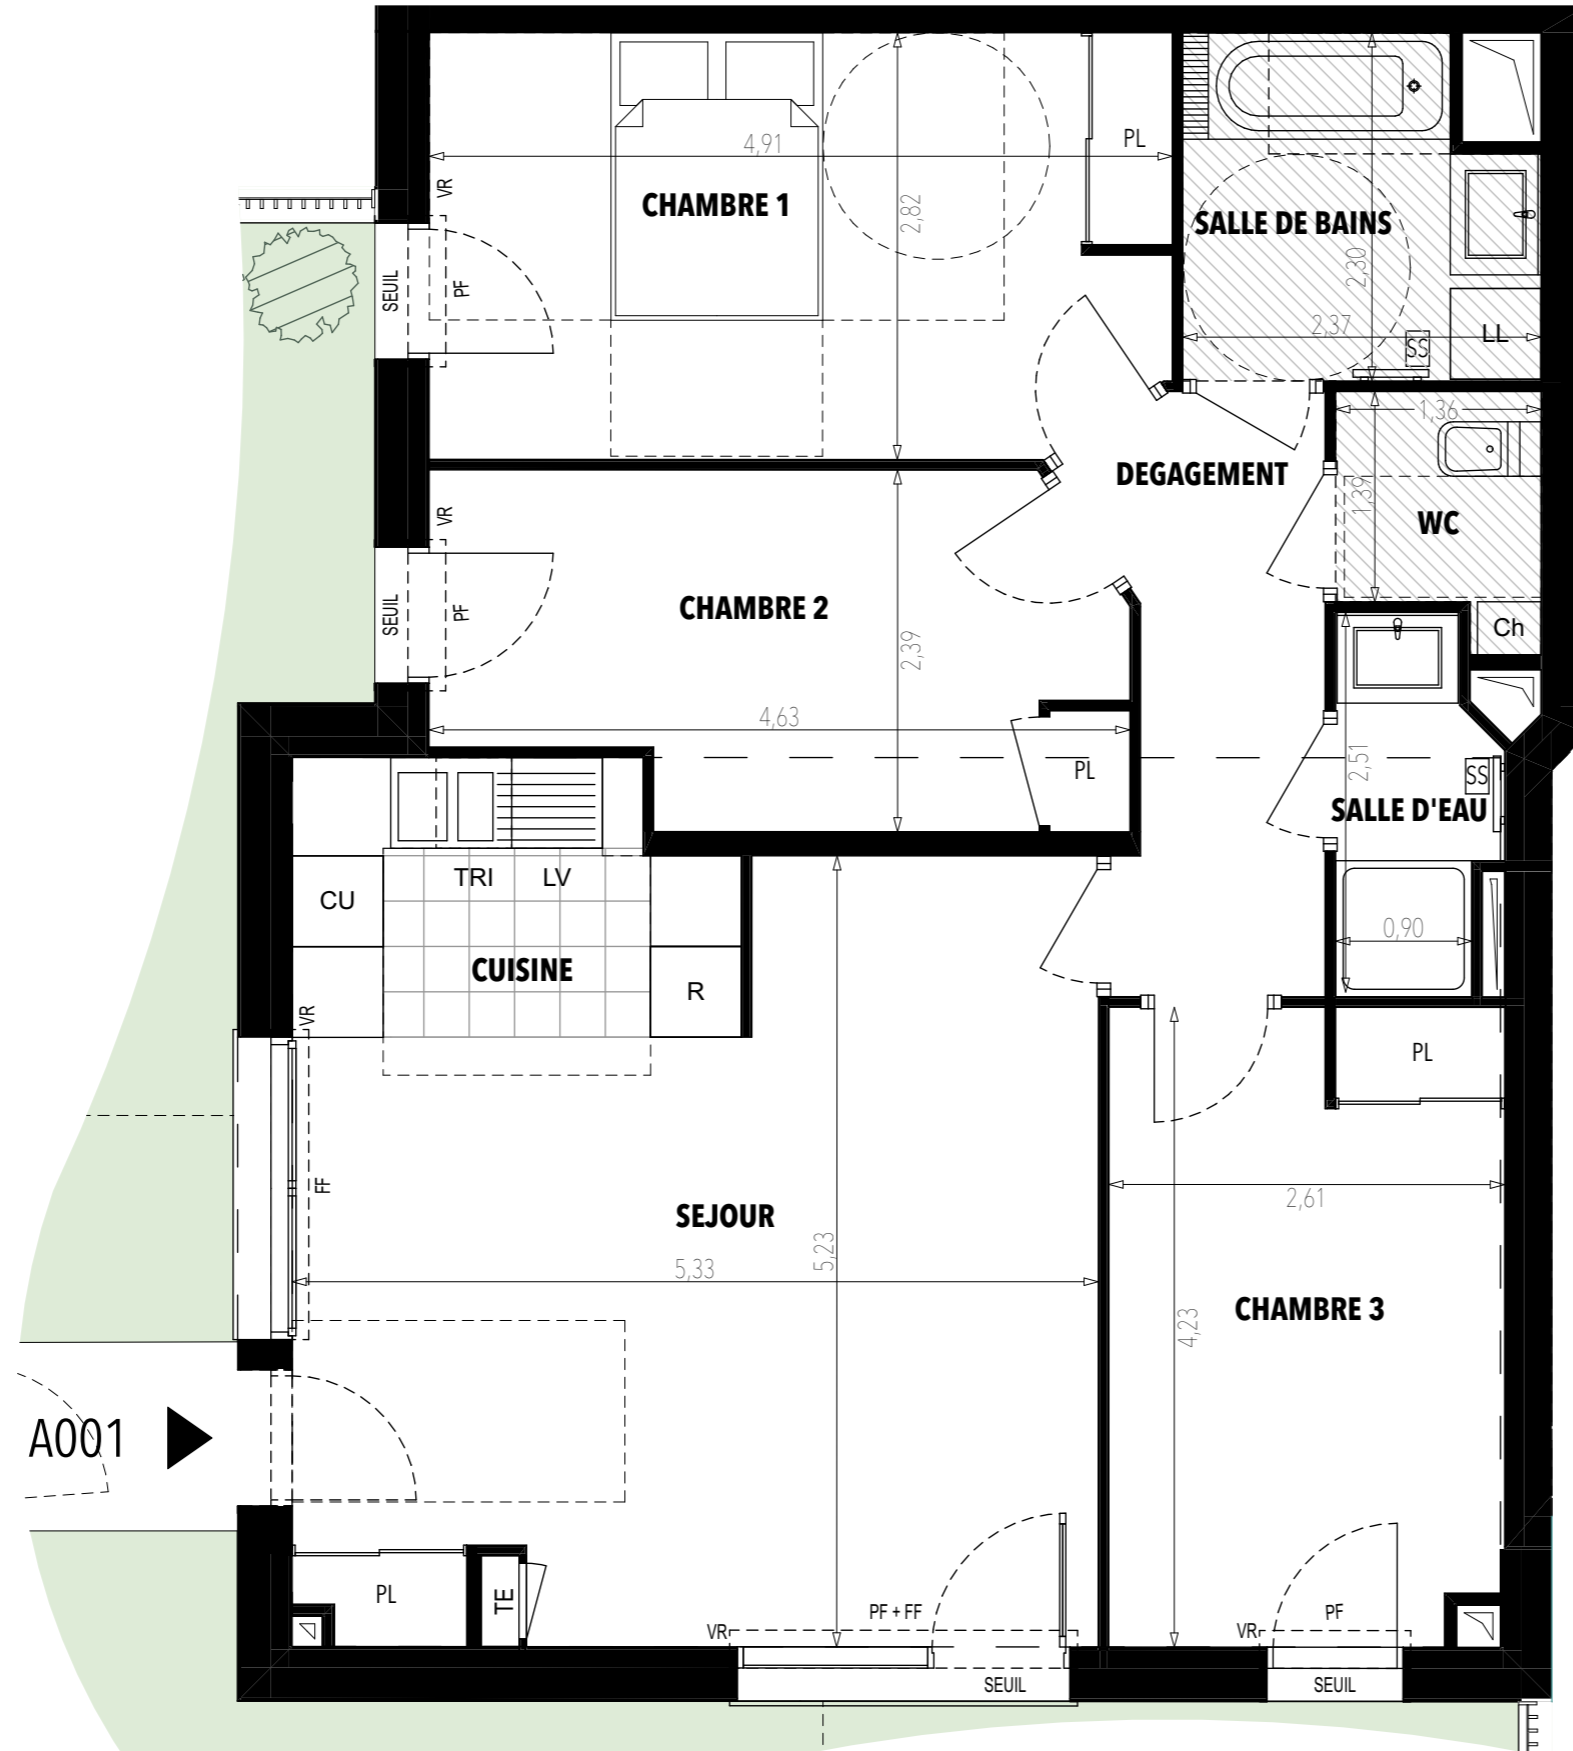 PL
4,91
VR
CHAMBRE 1
2,82
SALLE DE BAINS
2,30
SEUIL
PF
2,37
SS
LL
1,36
DEGAGEMENT
1,39
WC
VR
SEUIL
PF
CHAMBRE 2
2,39
Ch
4,63
PL
2,51
SS
SALLE D'EAU
CU
TRI
LV
0,90
CUISINE
R
VR
PL
FF
2,61
SEJOUR
5,23
5,33
4,23
CHAMBRE 3
A001
PL
TE
VR
PF + FF
VR
PF
SEUIL
SEUIL